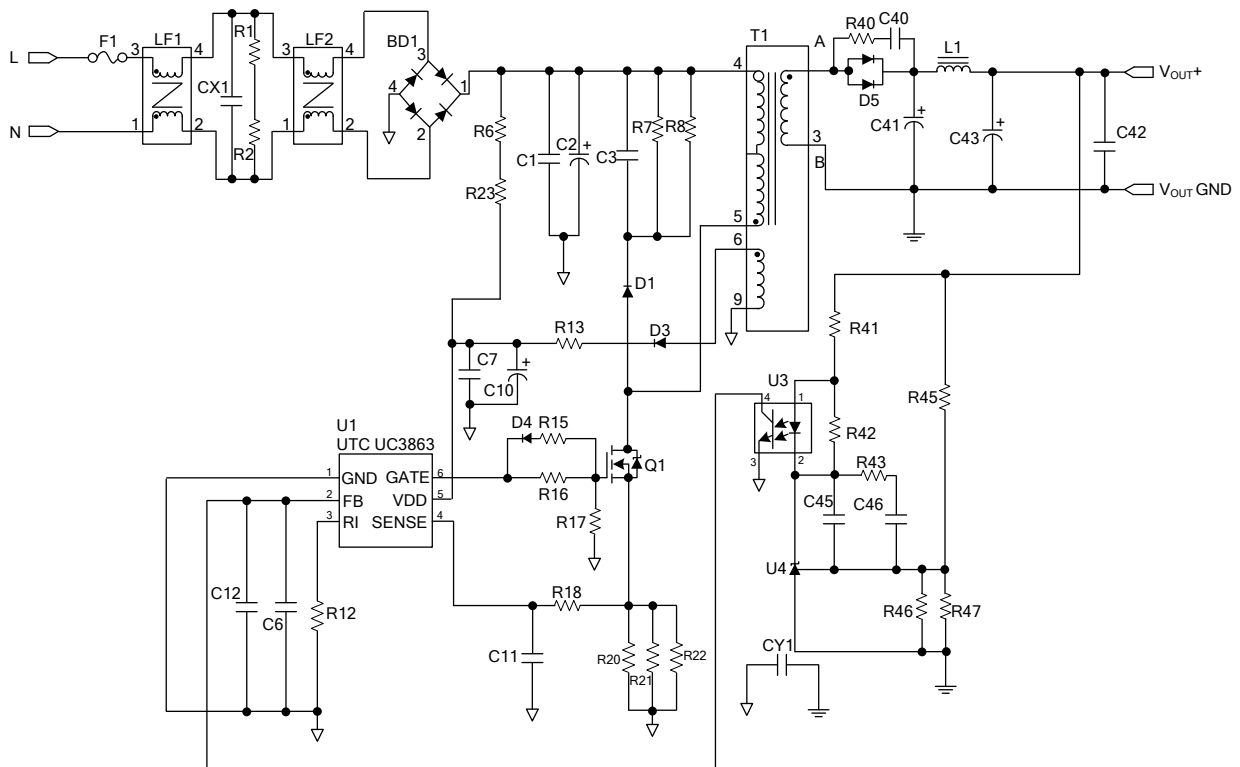 L
F1
3
LF1
4
R1
CX1
R2
3
LF2
4
BD1
3
4
1
2
N
1
2
1
2
R6
R23
C1
C2
+
C3
R7
R8
T1
4
5
6
9
A
3
B
R40
C40
D5
C41
+
L1
C43
+
C42
VOUT+
VOUT GND
D1
R13
D3
C7
C10
+
R41
U3
4
1
3
2
R42
R45
R43
C45
C46
U4
R46
R47
CY1
D4
R15
R16
R17
Q1
U1
UTC UC3863
1
GND
GATE
6
2
FB
VDD
5
3
RI
SENSE
4
C12
C6
R12
C11
R18
R20
R21
R22